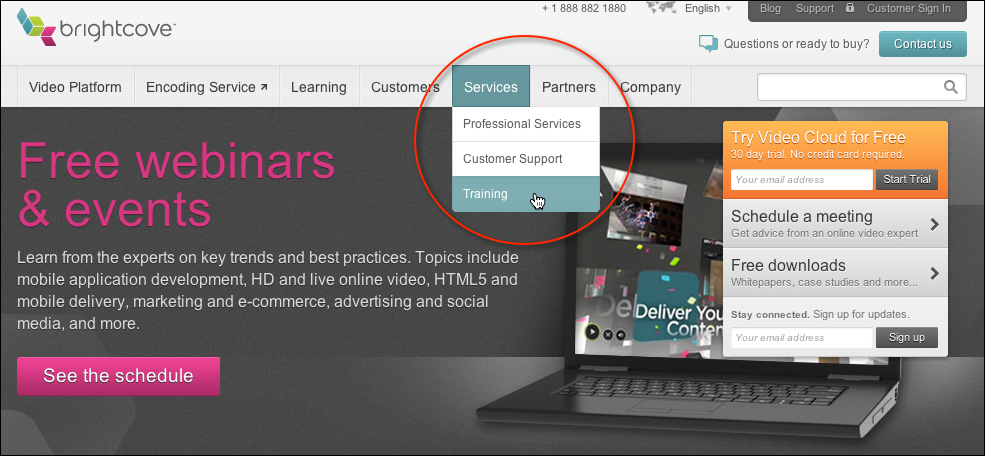 + 1 888 882 1880 English Blog Support Customer Sign In
brightcove™
Questions or ready to buy? Contact us
Video Platform Encoding Service Learning Customers Services Partners Company
Professional Services
Customer Support
Training
Free webinars
& events
Learn from the experts on key trends and best practices. Topics include
mobile application development, HD and live online video, HTML5 and
mobile delivery, marketing and e-commerce, advertising and social
media, and more.
See the schedule
Deliver You
Conten
Try Video Cloud for Free
30 day trial. No credit card required.
Your email address Start Trial
Schedule a meeting
Get advice from an online video expert
Free downloads
Whitepapers, case studies and more...
Stay connected. Sign up for updates.
Your email address Sign up